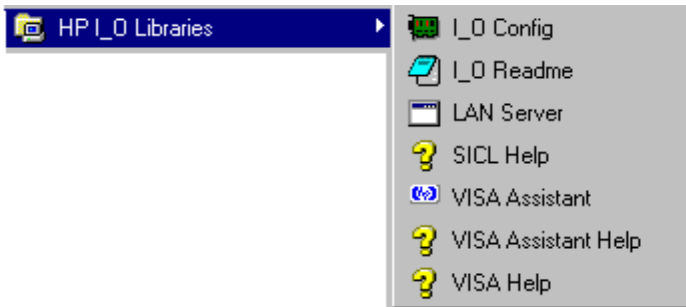 HP I_O Libraries
I_O Config
I_O Readme
LAN Server
SICL Help
VISA Assistant
VISA Assistant Help
VISA Help